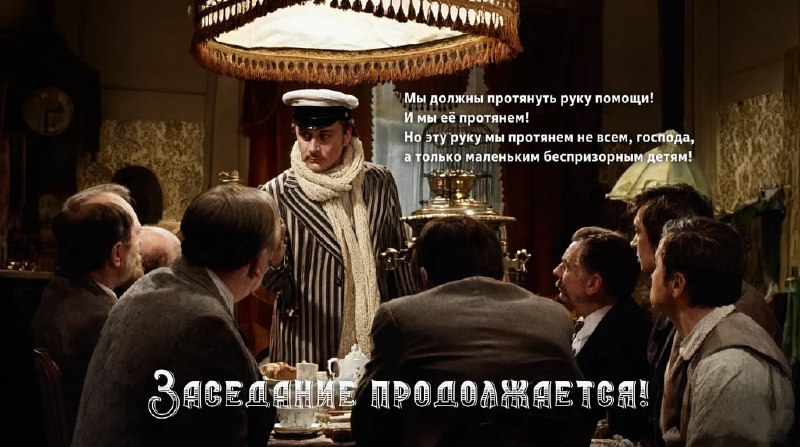 Мы должны протянуть руку помощи!
И мы её протянем!
Но эту руку мы протянем не всем, господа,
а только маленьким беспризорным детям!
Заседание продолжается!